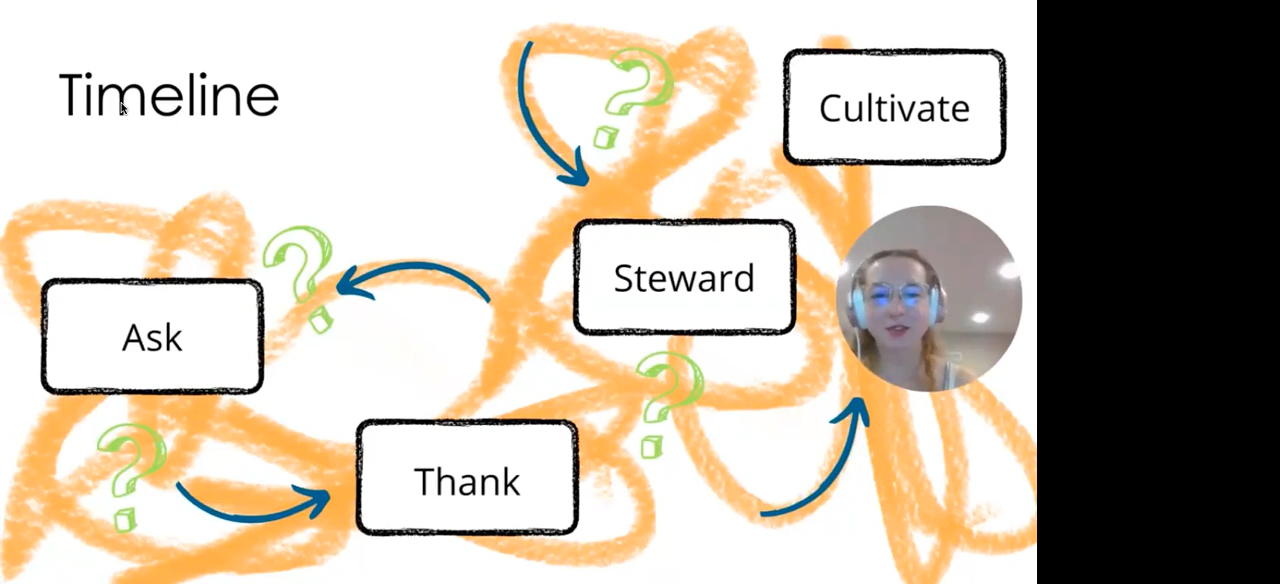 Timeline
Cultivate
?
Steward
?
Ask
?
Thank
?